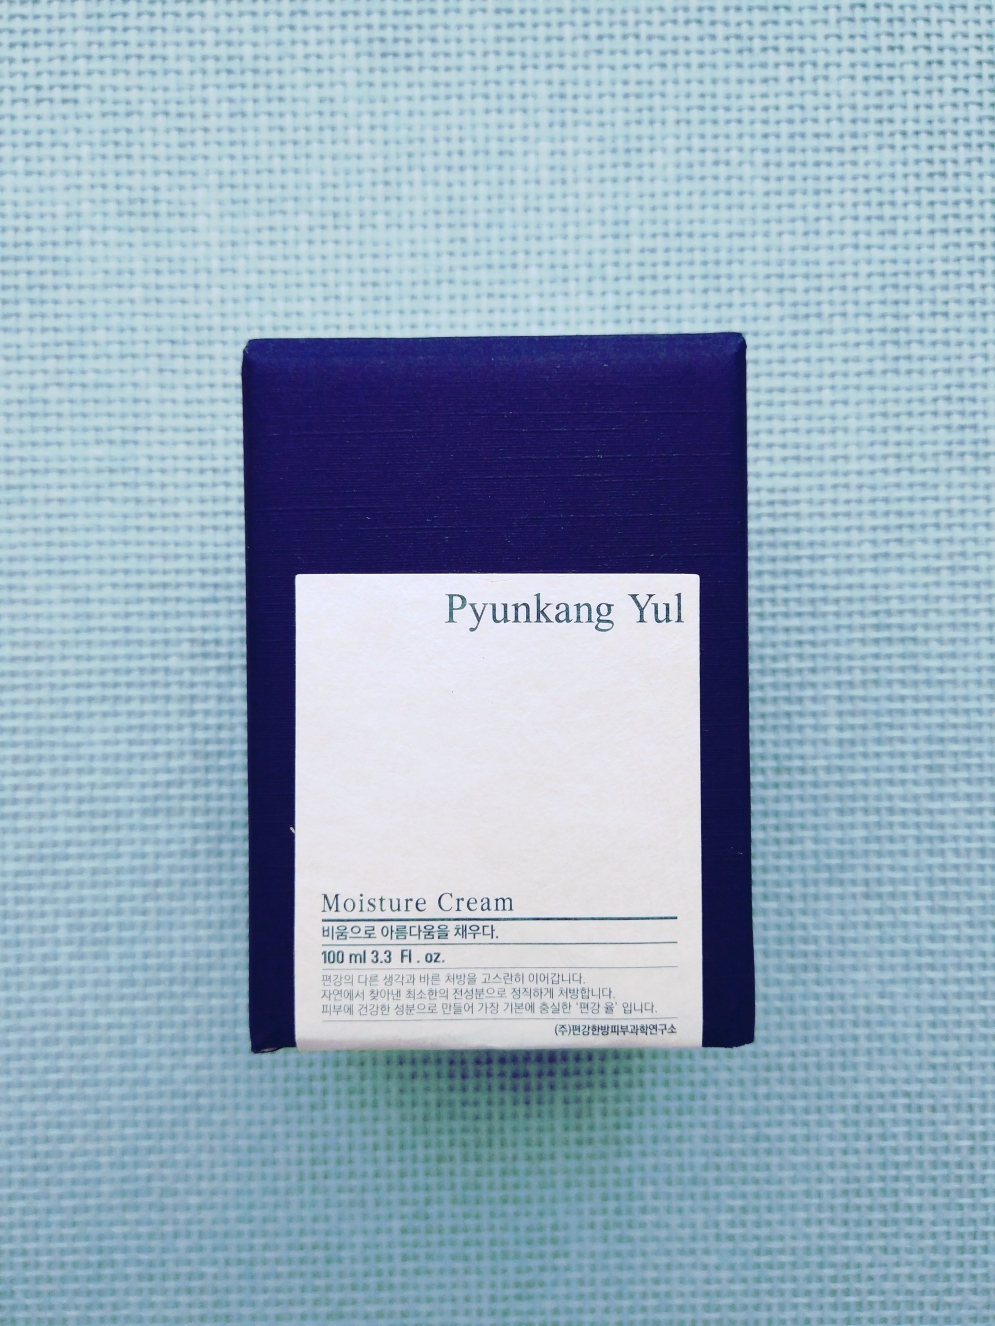 Pyunkang Yul
Moisture Cream
비움으로 아름다움을 채우다.
100 ml 3.3 Fl . oz.
편강의 다른 생각과 바른 처방을 고스란히 이어갑니다.
자연에서 찾아낸 최소한의 전성분으로 정직하게 처방합니다.
피부에 건강한 성분으로 만들어 가장 기본에 충실한 '편강 율' 입니다.
(주)편강한방피부과학연구소